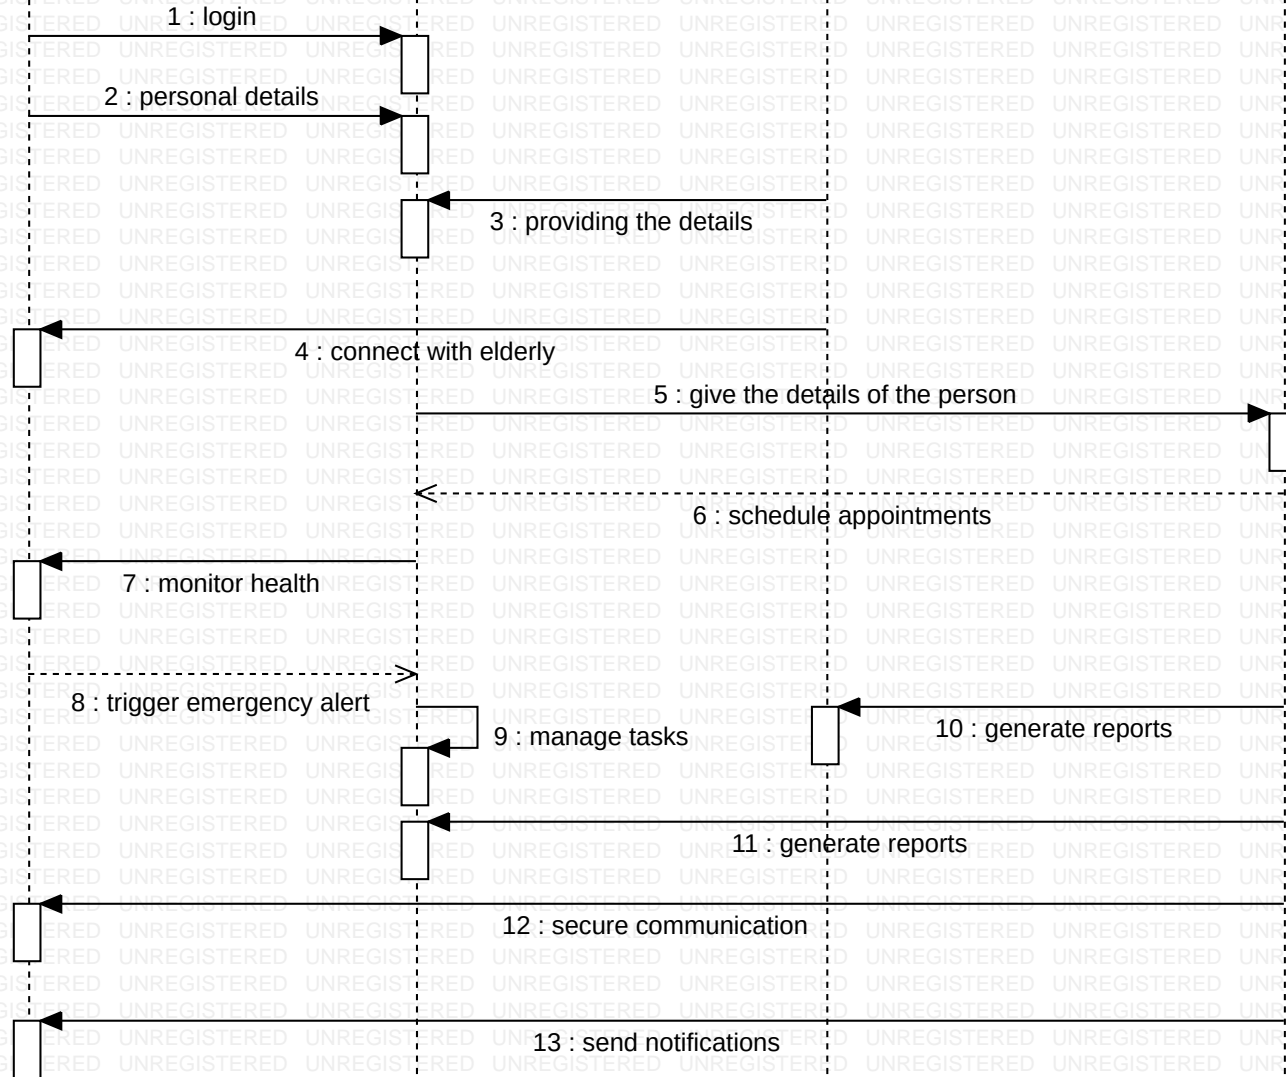 1 : login
2 : personal details
3 : providing the details
4 : connect with elderly
5 : give the details of the person
6 : schedule appointments
7 : monitor health
8 : trigger emergency alert
9 : manage tasks
10 : generate reports
11 : generate reports
12 : secure communication
13 : send notifications
UNREGISTERED